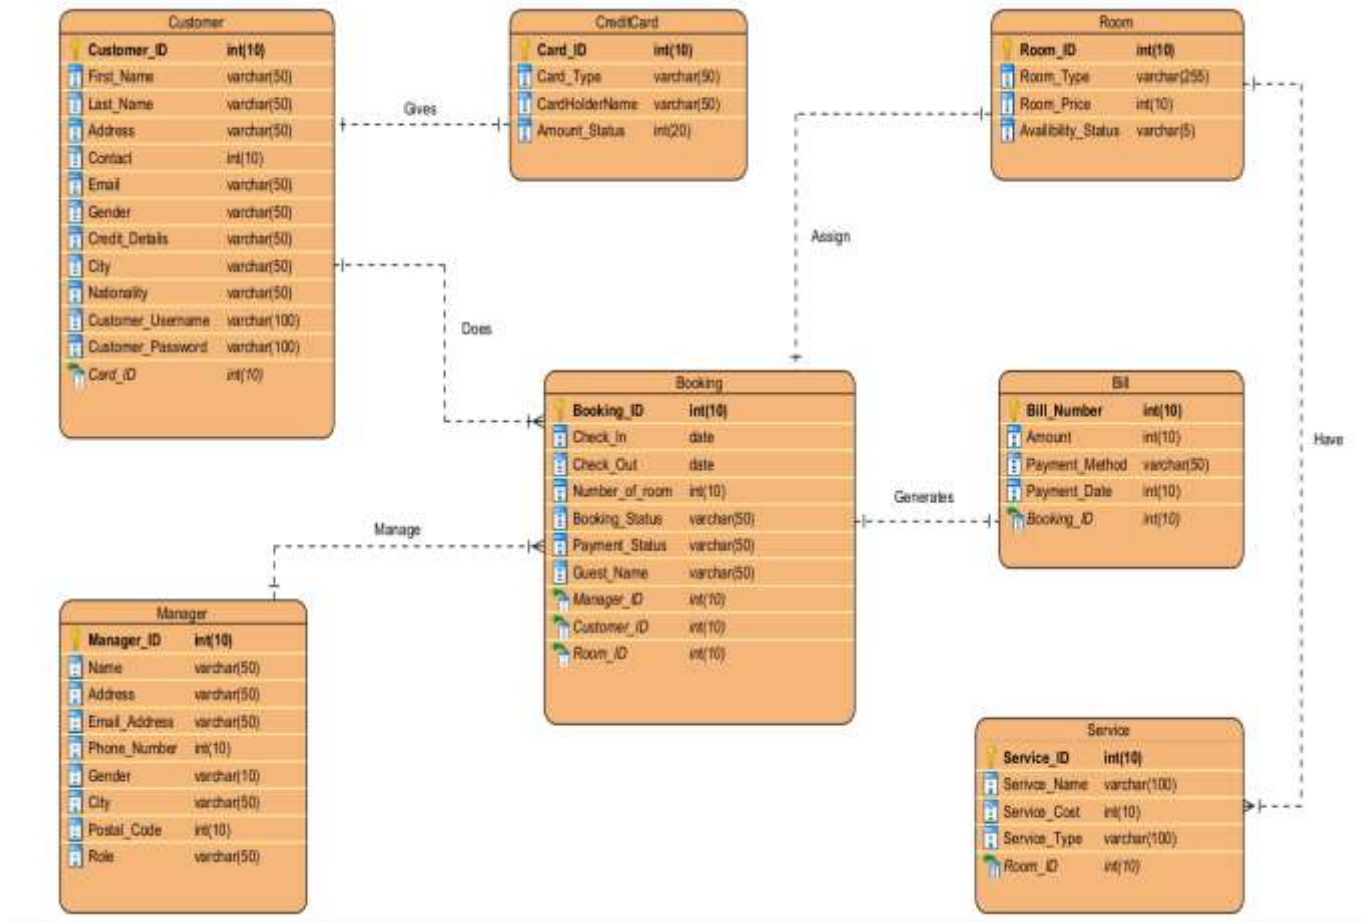 Customer
Customer_ID int(10)
First_Name varchar(50)
Last_Name varchar(50)
Address varchar(50)
Contact int(10)
Email varchar(50)
Gender varchar(50)
Credit_Details varchar(50)
City varchar(50)
Nationality varchar(50)
Customer_Username varchar(100)
Customer_Password varchar(100)
Card_ID int(10)
Gives
CreditCard
Card_ID int(10)
Card_Type varchar(50)
CardHolderName varchar(50)
Amount_Status int(20)
Room
Room_ID int(10)
Room_Type varchar(255)
Room_Price int(10)
Availibility_Status varchar(5)
Assign
Does
Booking
Booking_ID int(10)
Check_In date
Check_Out date
Number_of_room int(10)
Booking_Status varchar(50)
Payment_Status varchar(50)
Guest_Name varchar(50)
Manager_ID int(10)
Customer_ID int(10)
Room_ID int(10)
Generates
Bill
Bill_Number int(10)
Amount int(10)
Payment_Method varchar(50)
Payment_Date int(10)
Booking_ID int(10)
Have
Manage
Manager
Manager_ID int(10)
Name varchar(50)
Address varchar(50)
Email_Address varchar(50)
Phone_Number int(10)
Gender varchar(10)
City varchar(50)
Postal_Code int(10)
Role varchar(50)
Service
Service_ID int(10)
Serivce_Name varchar(100)
Service_Cost int(10)
Service_Type varchar(100)
Room_ID int(10)